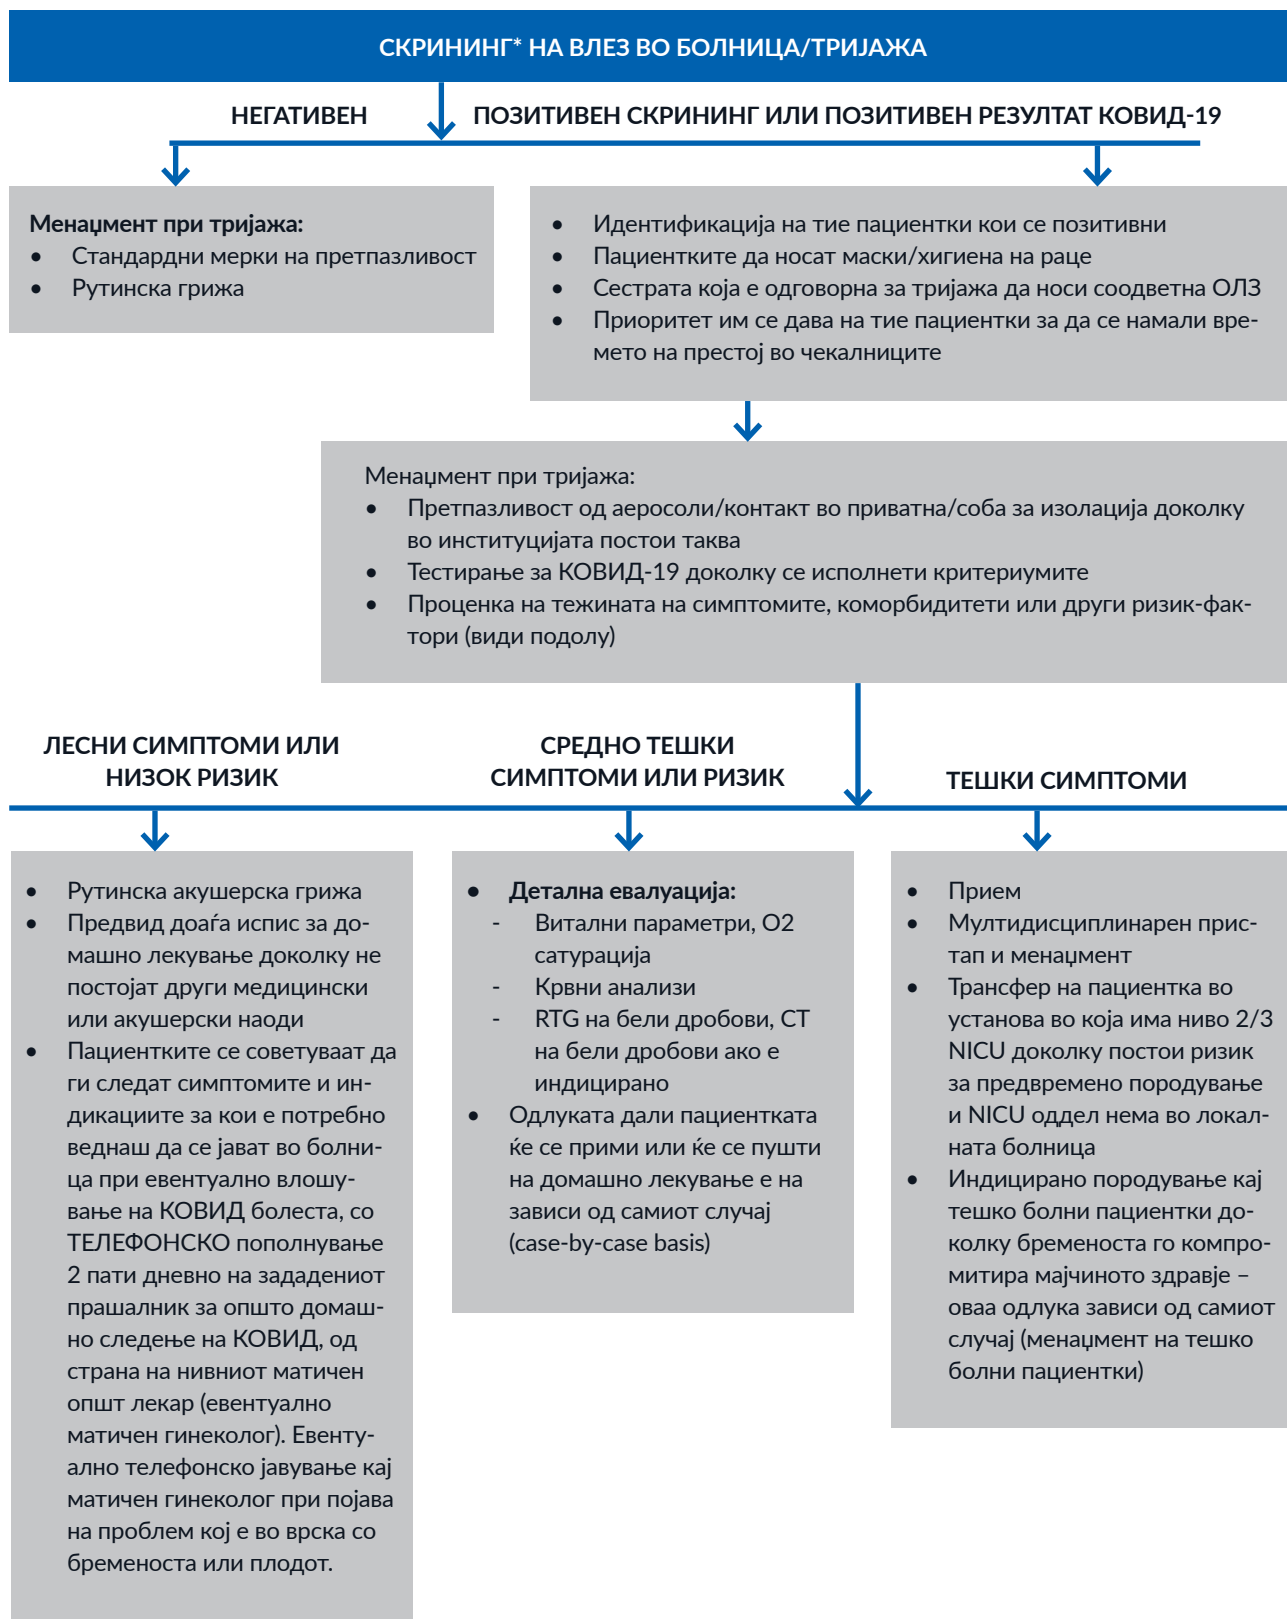 СКРИНИНГ* НА ВЛЕЗ ВО БОЛНИЦА/ТРИЈАЖА
НЕГАТИВЕН
ПОЗИТИВЕН СКРИНИНГ ИЛИ ПОЗИТИВЕН РЕЗУЛТАТ КОВИД-19
Менаџмент при тријажа:
• Стандардни мерки на претпазливост
• Рутинска грижа
• Идентификација на тие пациентки кои се позитивни
• Пациентките да носат маски/хигиена на раце
• Сестрата која е одговорна за тријажа да носи соодветна ОЛЗ
• Приоритет им се дава на тие пациентки за да се намали вре-
мето на престој во чекалниците
Менаџмент при тријажа:
• Претпазливост од аеросоли/контакт во приватна/соба за изолација доколку
во институцијата постои таква
• Тестирање за КОВИД-19 доколку се исполнети критериумите
• Проценка на тежината на симптомите, коморбидитети или други ризик-фак-
тори (види подолу)
ЛЕСНИ СИМПТОМИ ИЛИ
НИЗОК РИЗИК
СРЕДНО ТЕШКИ
СИМПТОМИ ИЛИ РИЗИК
ТЕШКИ СИМПТОМИ
• Рутинска акушерска грижа
• Предвид доаѓа испис за до-
машно лекување доколку не
постојат други медицински
или акушерски наоди
• Пациентките се советуваат да
ги следат симптомите и ин-
дикациите за кои е потребно
веднаш да се јават во болни-
ца при евентуално влошу-
вање на КОВИД болеста, со
ТЕЛЕФОНСКО пополнување
2 пати дневно на зададениот
прашалник за општо домаш-
но следење на КОВИД, од
страна на нивниот матичен
општ лекар (евентуално
матичен гинеколог). Евенту-
ално телефонско јавување кај
матичен гинеколог при појава
на проблем кој е во врска со
бременоста или плодот.
• Детална евалуација:
- Витални параметри, O2
сатурација
- Крвни анализи
- RTG на бели дробови, CT
на бели дробови ако е
индицирано
• Одлуката дали пациентката
ќе се прими или ќе се пушти
на домашно лекување е на
зависи од самиот случај
(case-by-case basis)
• Прием
• Мултидисциплинарен прис-
тап и менаџмент
• Трансфер на пациентка во
установа во која има ниво 2/3
NICU доколку постои ризик
за предвремено породување
и NICU оддел нема во локал-
ната болница
• Индицирано породување кај
тешко болни пациентки до-
колку бременоста го компро-
митира мајчиното здравје –
оваа одлука зависи од самиот
случај (менаџмент на тешко
болни пациентки)